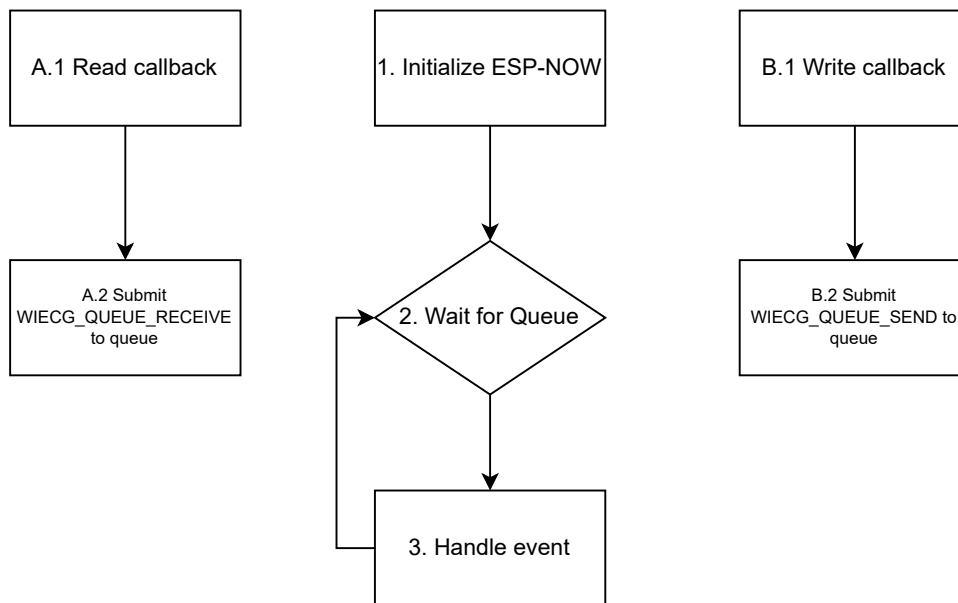 A.1 Read callback
1. Initialize ESP-NOW
B.1 Write callback
A.2 Submit
WIECG_QUEUE_RECEIVE
to queue
2. Wait for Queue
B.2 Submit
WIECG_QUEUE_SEND to
queue
3. Handle event